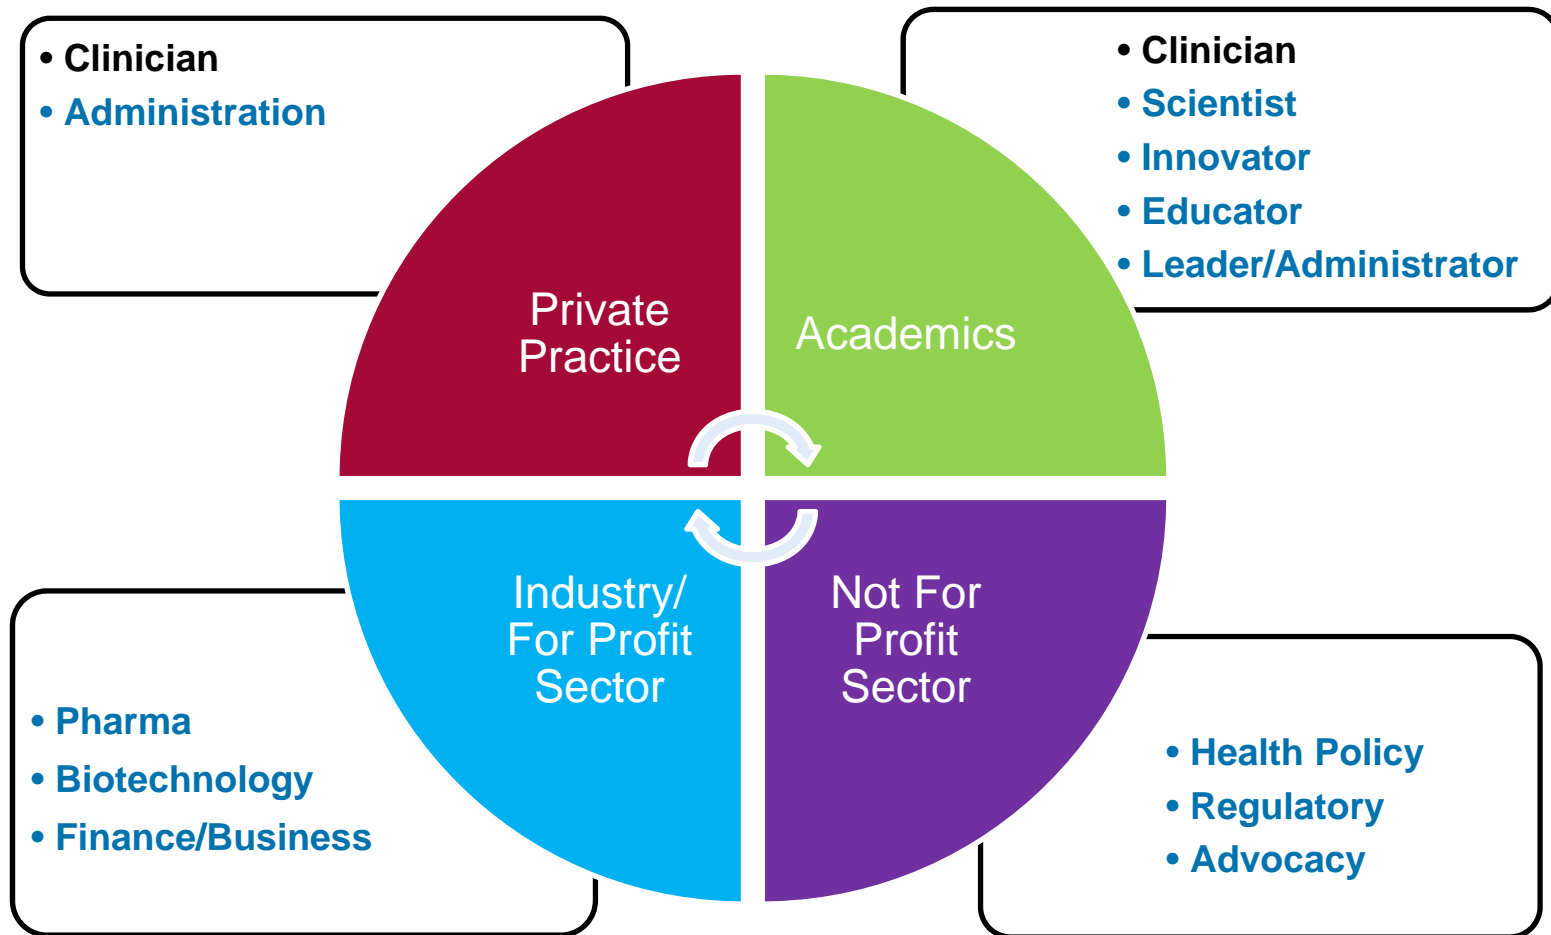 • Clinician
• Administration
• Clinician
• Scientist
• Innovator
• Educator
• Leader/Administrator
Private
Practice
Academics
Industry/
For Profit
Sector
Not For
Profit
Sector
• Pharma
• Biotechnology
• Finance/Business
• Health Policy
• Regulatory
• Advocacy